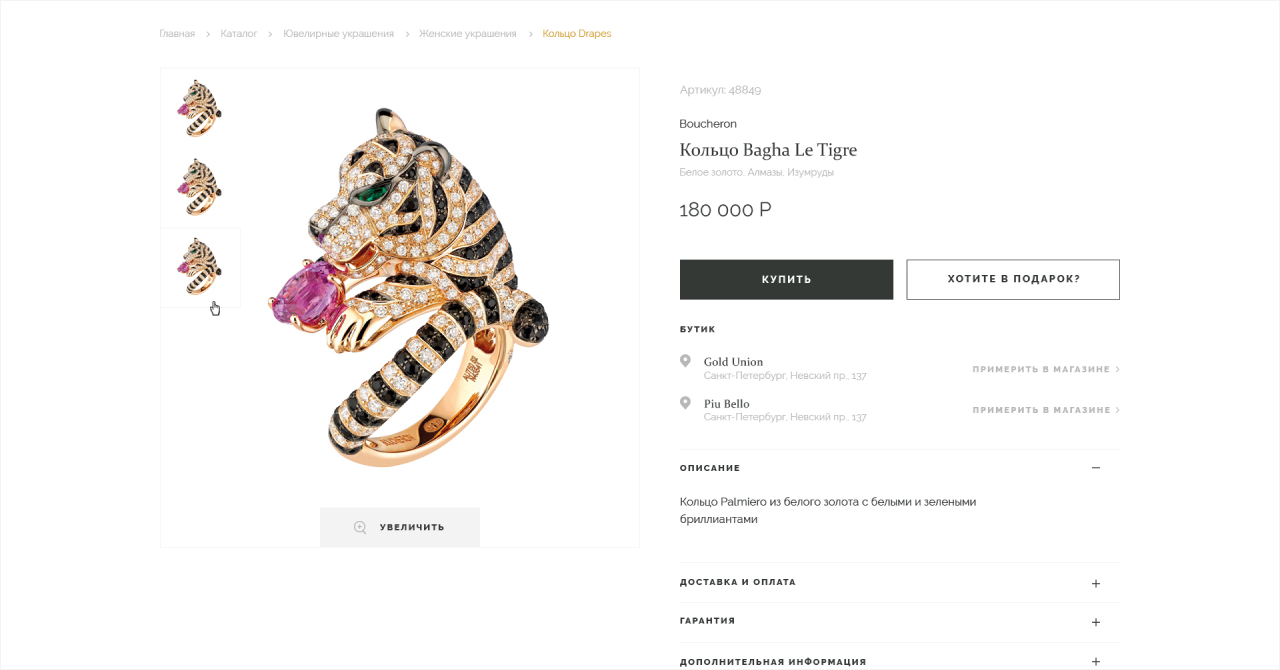 Главная > Каталог > Ювелирные украшения > Женские украшения > Кольцо Drapes
Артикул: 48849
Boucheron
Кольцо Bagha Le Tigre
Белое золото. Алмазы. Изумруды
180 000 Р
КУПИТЬ
ХОТИТЕ В ПОДАРОК?
БУТИК
Gold Union
Санкт-Петербург, Невский пр., 137
ПРИМЕРИТЬ В МАГАЗИНЕ >
Piu Bello
Санкт-Петербург, Невский пр., 137
ПРИМЕРИТЬ В МАГАЗИНЕ >
ОПИСАНИЕ
Кольцо Palmiero из белого золота с белыми и зелеными
бриллиантами
УВЕЛИЧИТЬ
ДОСТАВКА И ОПЛАТА
ГАРАНТИЯ
ДОПОЛНИТЕЛЬНАЯ ИНФОРМАЦИЯ